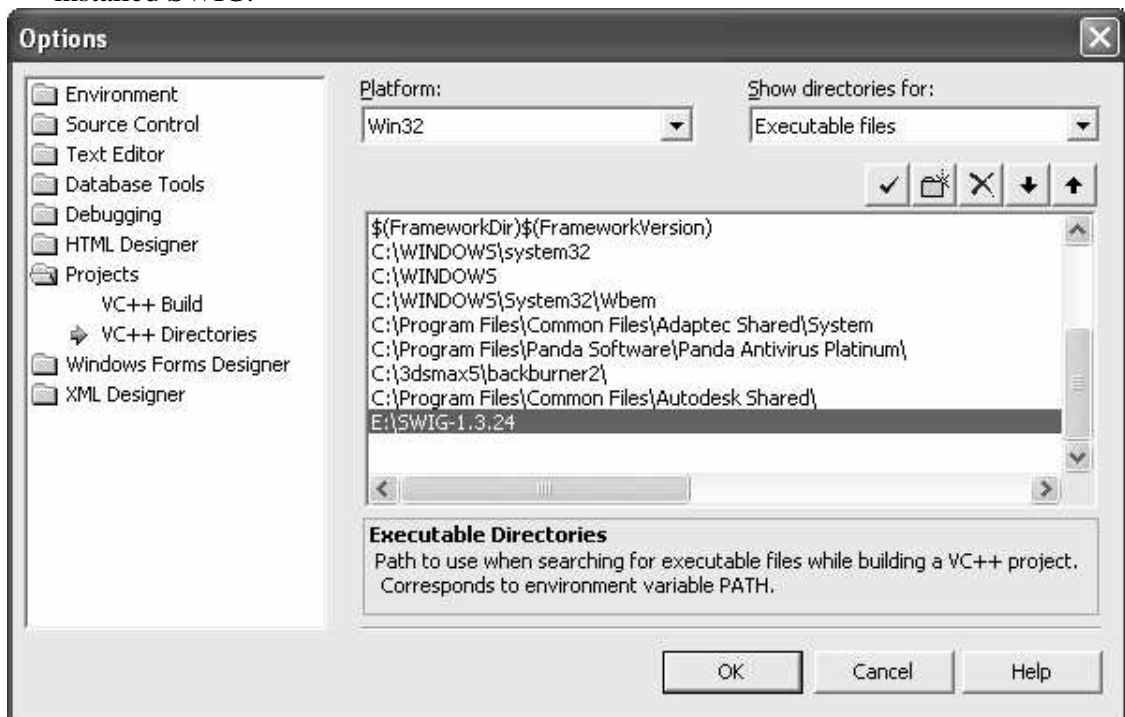 installed SWIG.
Options
Environment
Source Control
Text Editor
Database Tools
Debugging
HTML Designer
Projects
VC++ Build
VC++ Directories
Windows Forms Designer
XML Designer
Platform:
Win32
Show directories for:
Executable files
$(FrameworkDir)$(FrameworkVersion)
C:\WINDOWS\system32
C:\WINDOWS
C:\WINDOWS\System32\Wbem
C:\Program Files\Common Files\Adaptec Shared\System
C:\Program Files\Panda Software\Panda Antivirus Platinum\
C:\3dsmax5\backburner2\
C:\Program Files\Common Files\Autodesk Shared\
E:\SWIG-1.3.24
Executable Directories
Path to use when searching for executable files while building a VC++ project.
Corresponds to environment variable PATH.
OK
Cancel
Help